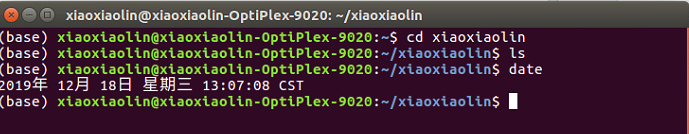 xiaoxiaolin@xiaoxiaolin-OptiPlex-9020: ~/xiaoxiaolin
(base) xiaoxiaolin@xiaoxiaolin-OptiPlex-9020:~$ cd xiaoxiaolin
(base) xiaoxiaolin@xiaoxiaolin-OptiPlex-9020:~/xiaoxiaolin$ ls
(base) xiaoxiaolin@xiaoxiaolin-OptiPlex-9020:~/xiaoxiaolin$ date
2019年 12月 18日 星期三 13:07:08 CST
(base) xiaoxiaolin@xiaoxiaolin-OptiPlex-9020:~/xiaoxiaolin$